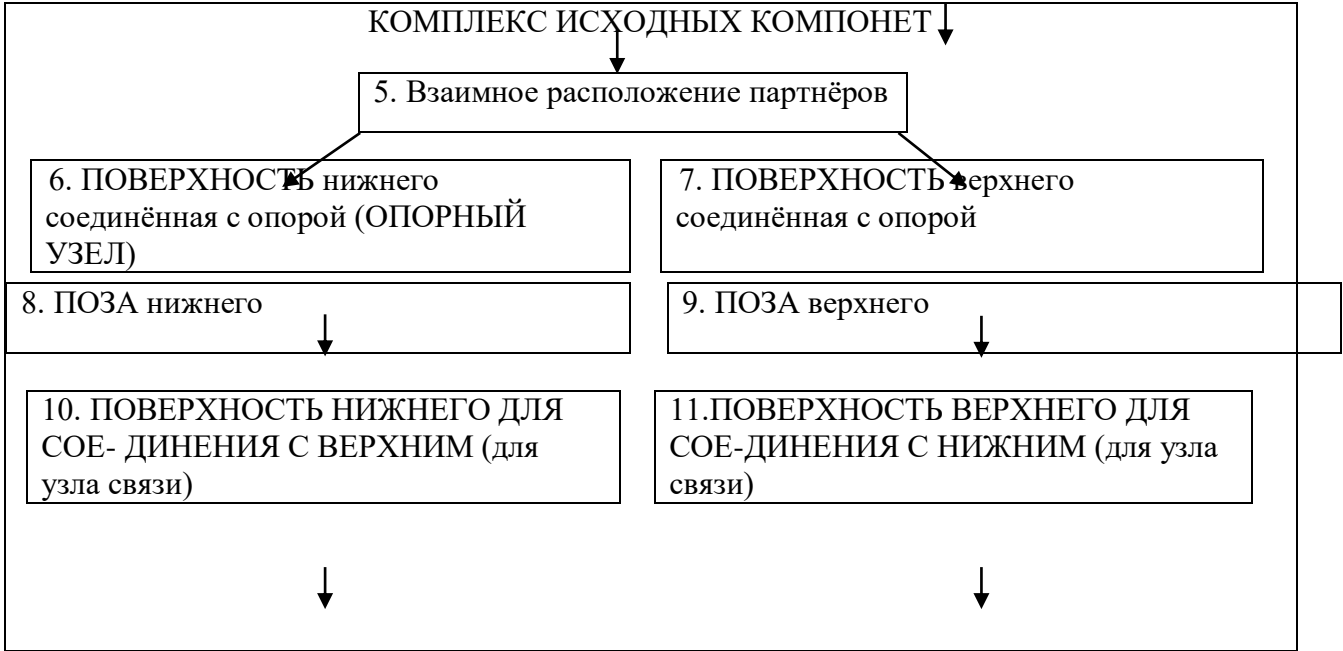 КОМПЛЕКС ИСХОДНЫХ КОМПОНЕТ
5. Взаимное расположение партнёров
6. ПОВЕРХНОСТЬ нижнего
соединённая с опорой (ОПОРНЫЙ
УЗЕЛ)
7. ПОВЕРХНОСТЬ верхнего
соединённая с опорой
8. ПОЗА нижнего
9. ПОЗА верхнего
10. ПОВЕРХНОСТЬ НИЖНЕГО ДЛЯ
СОЕ- ДИНЕНИЯ С ВЕРХНИМ (для
узла связи)
11.ПОВЕРХНОСТЬ ВЕРХНЕГО ДЛЯ
СОЕ-ДИНЕНИЯ С НИЖНИМ (для узла
связи)